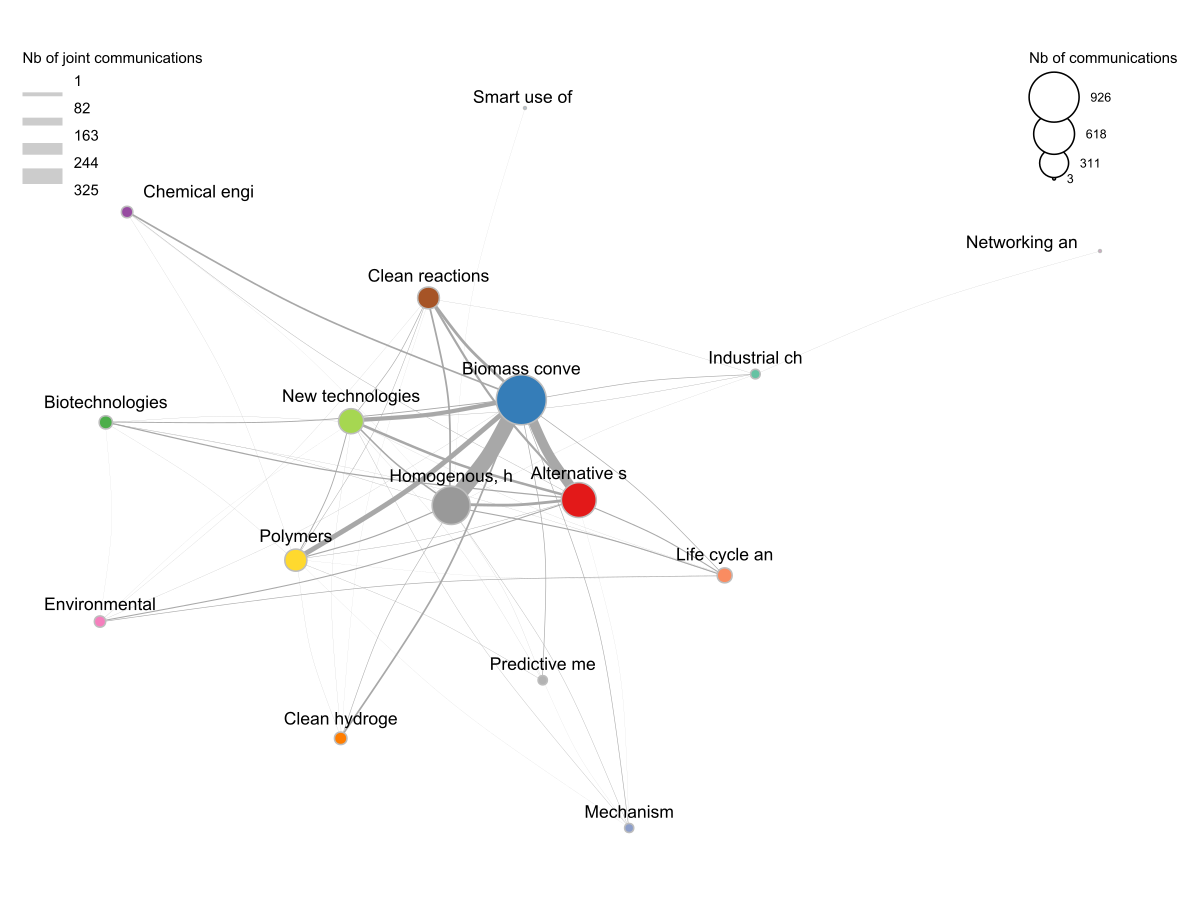 Nb of joint communications
1
82
163
244
325
Nb of communications
926
618
311
3
Smart use of
Chemical engi
Networking an
Clean reactions
Industrial ch
Biomass conve
New technologies
Biotechnologies
Homogenous, h
Alternative s
Polymers
Life cycle an
Environmental
Predictive me
Clean hydroge
Mechanism